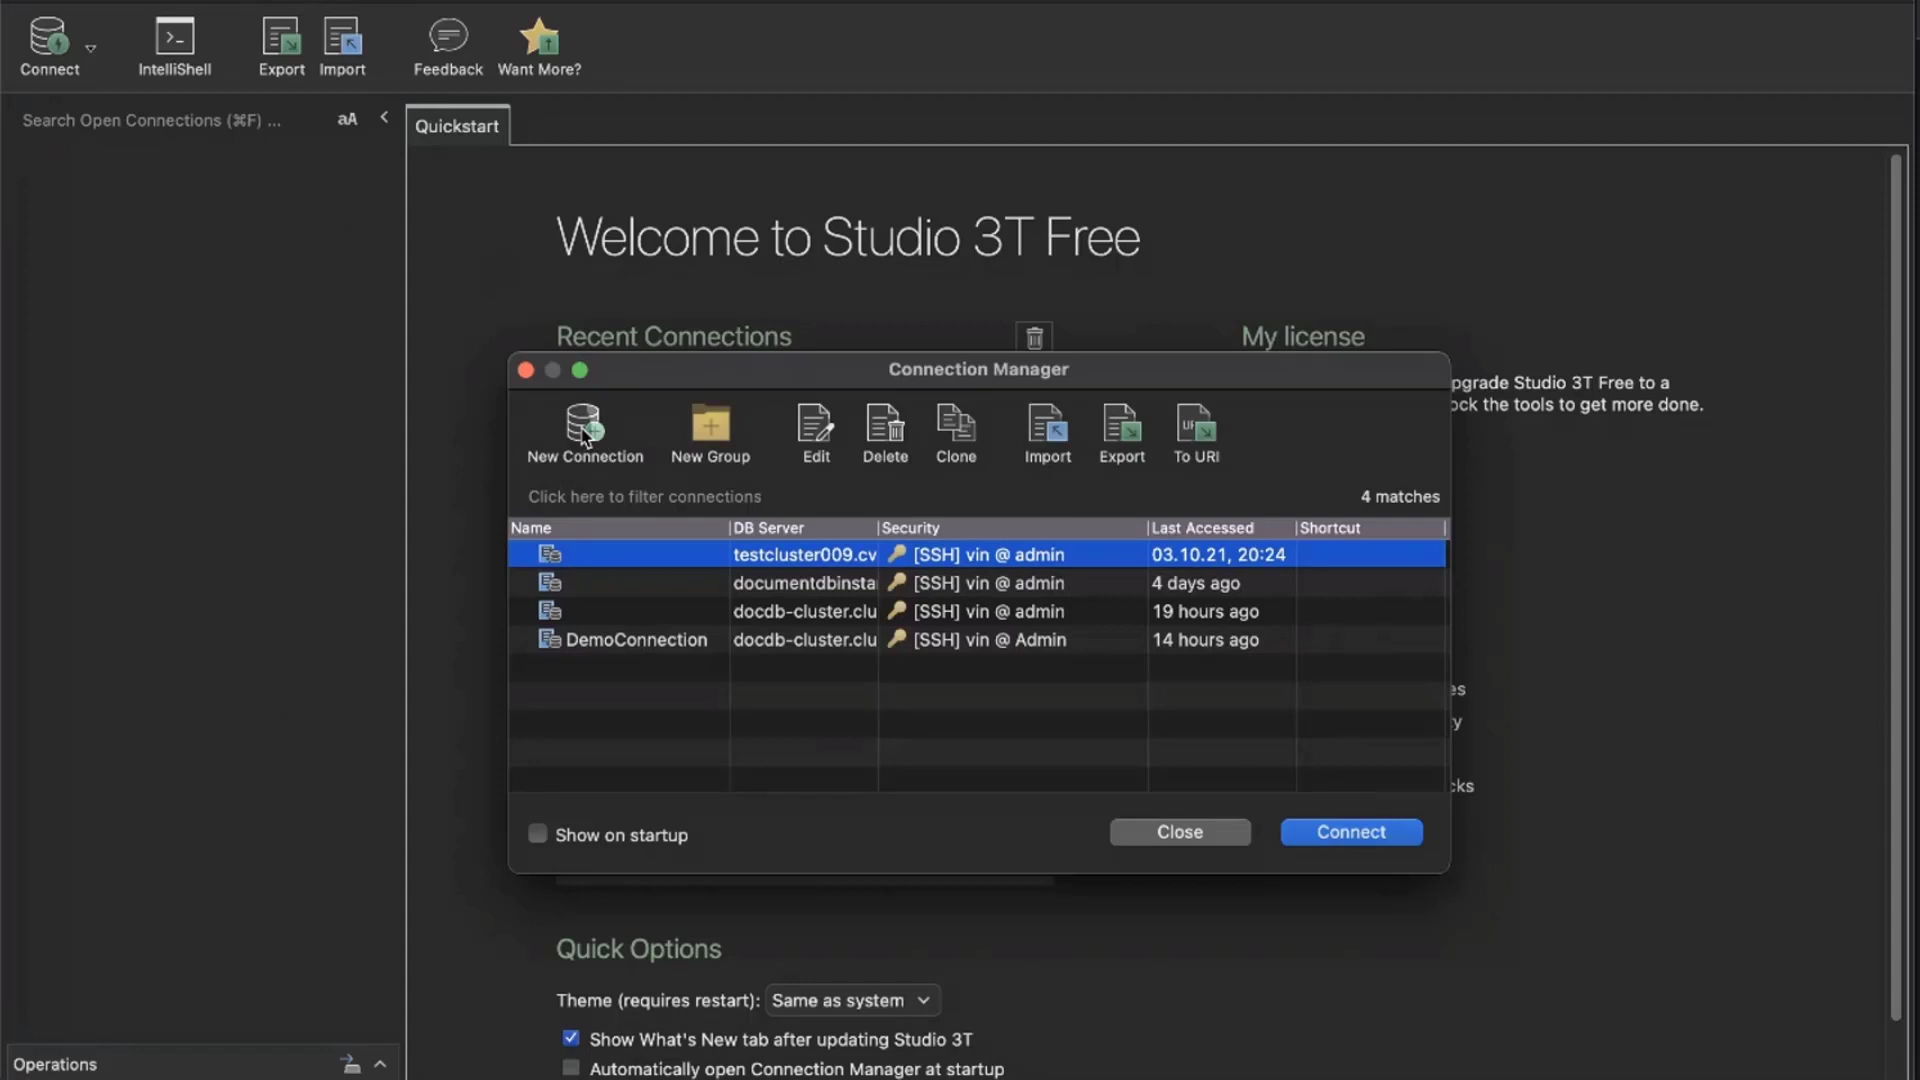 Connect
IntelliShell
Export
Import
Feedback
Want More?
Search Open Connections (⌘F) ...
aA
Quickstart
Welcome to Studio 3T Free
Recent Connections
My license
pgrade Studio 3T Free to a
ock the tools to get more done.
Connection Manager
New Connection
New Group
Edit
Delete
Clone
Import
Export
To URI
Click here to filter connections
4 matches
Name DB Server Security Last Accessed Shortcut
testcluster009.cv [SSH] vin @ admin 03.10.21, 20:24
documentdbinsta [SSH] vin @ admin 4 days ago
docdb-cluster.clu [SSH] vin @ admin 19 hours ago
DemoConnection docdb-cluster.clu [SSH] vin @ Admin 14 hours ago
es
y
cks
Show on startup
Close
Connect
Quick Options
Theme (requires restart): Same as system
Show What's New tab after updating Studio 3T
Automatically open Connection Manager at startup
Operations